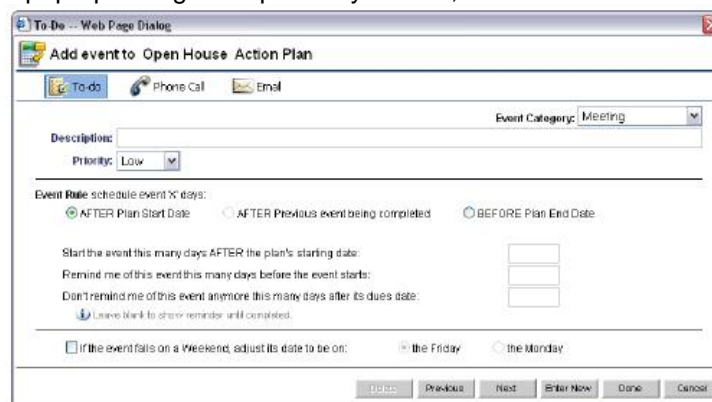 To-Do -- Web Page Dialog
Add event to Open House Action Plan
To-do Phone Call Email
Event Category: Meeting
Description:
Priority: Low
Event Rule schedule event 'X' days:
AFTER Plan Start Date AFTER Previous event being completed BEFORE Plan End Date
Start the event this many days AFTER the plan's starting date:
Remind me of this event this many days before the event starts:
Don't remind me of this event anymore this many days after its dues date:
Leave blank to show reminder until completed.
If the event falls on a Weekend, adjust its date to be on: the Friday the Monday
Delete Previous Next Enter New Done Cancel